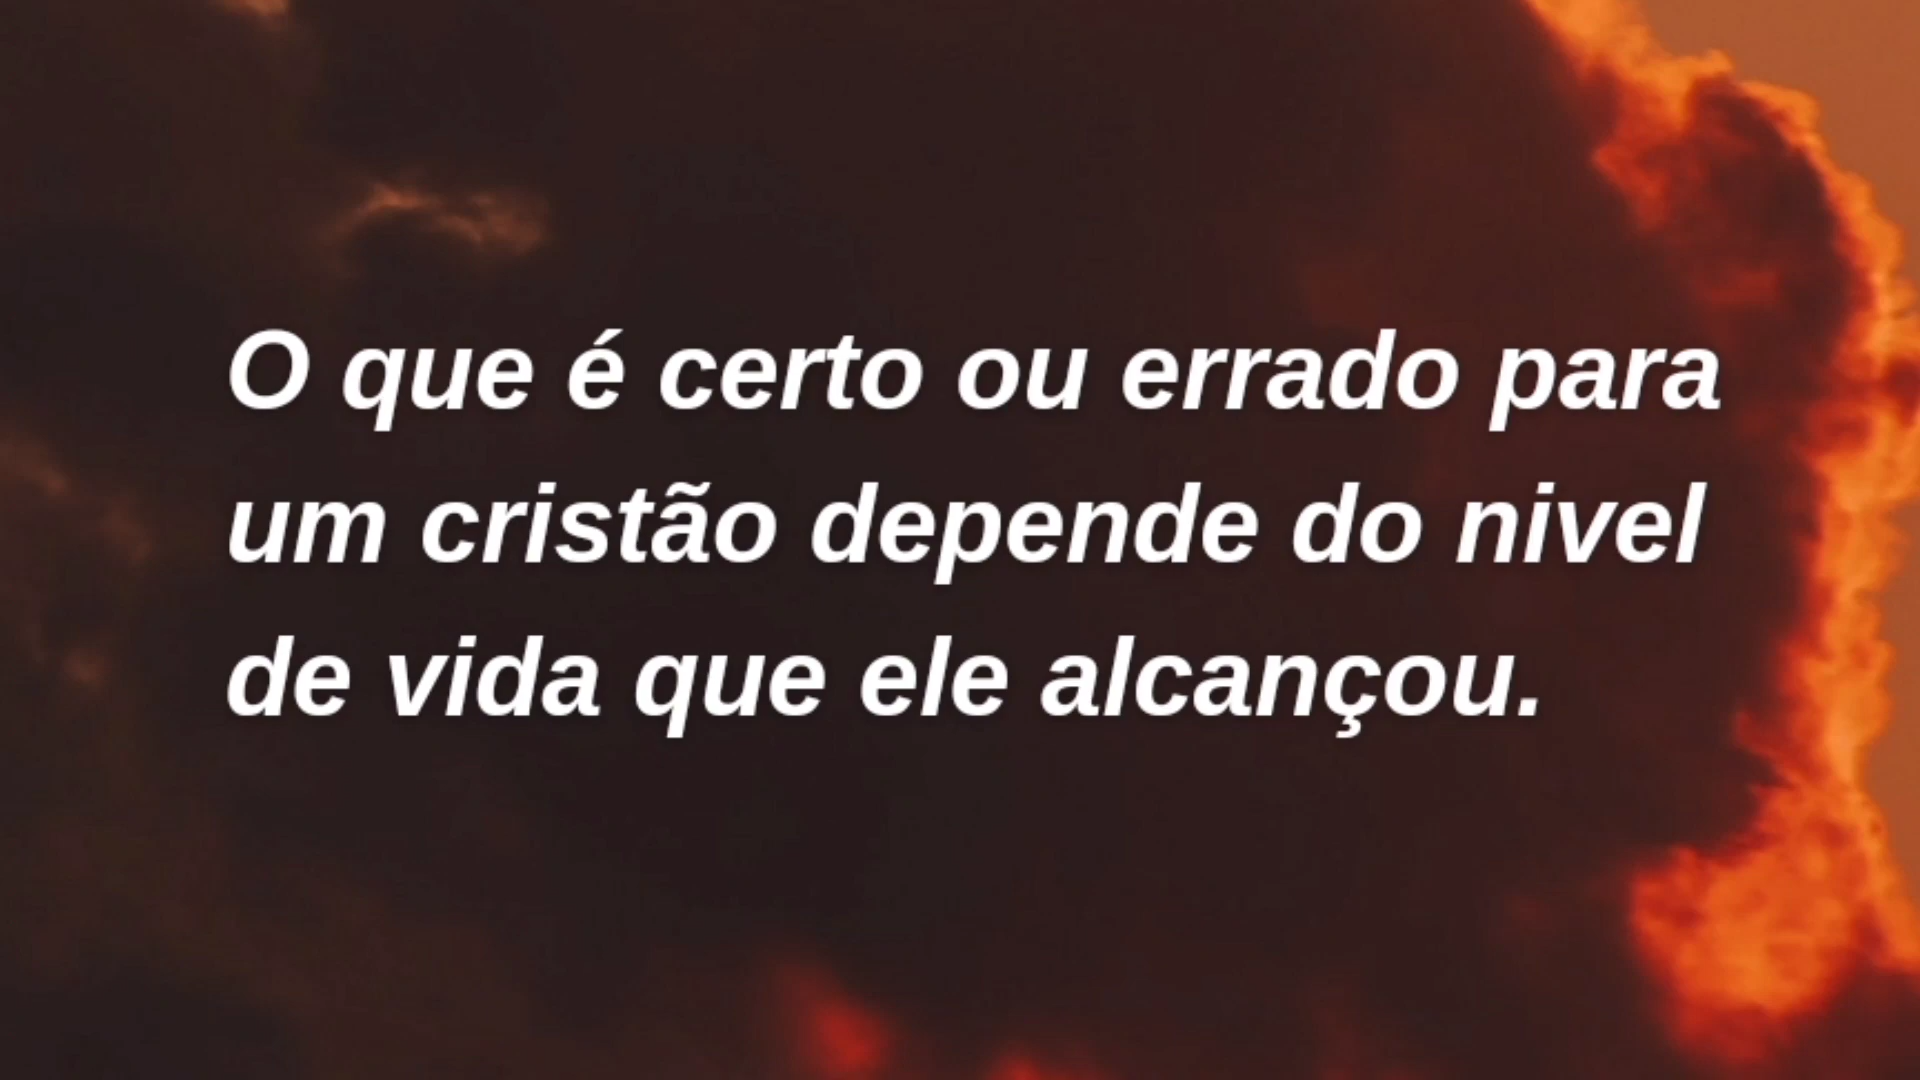 O que é certo ou errado para
um cristão depende do nivel
de vida que ele alcançou.